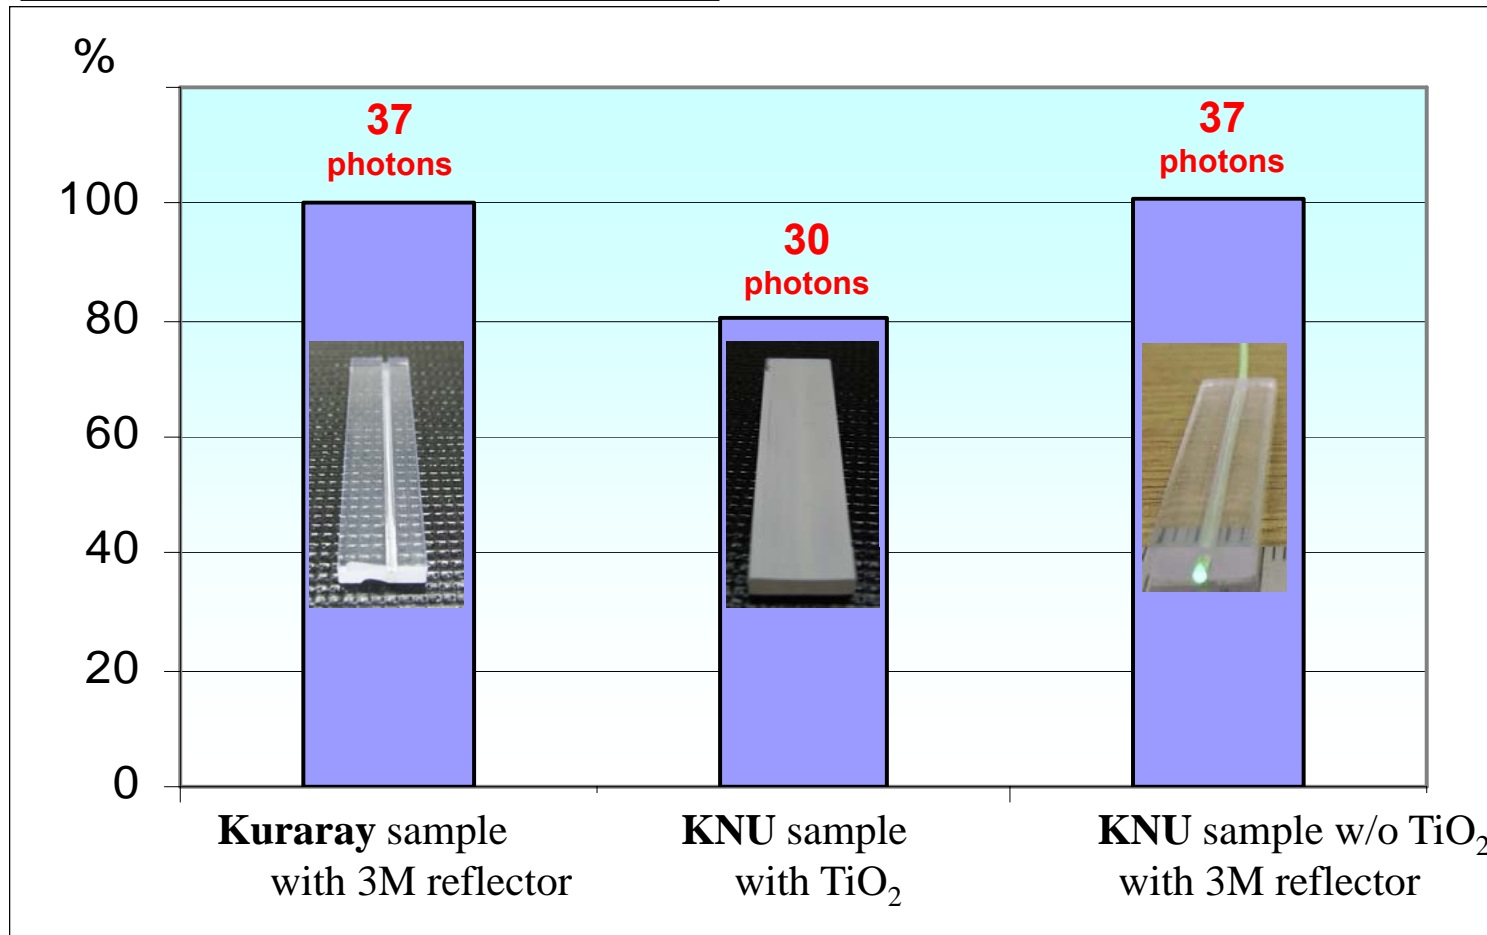 %
37
photons
37
photons
30
photons
100
80
60
40
20
0
Kuraray sample
with 3M reflector
KNU sample
with TiO₂
KNU sample w/o TiO₂
with 3M reflector